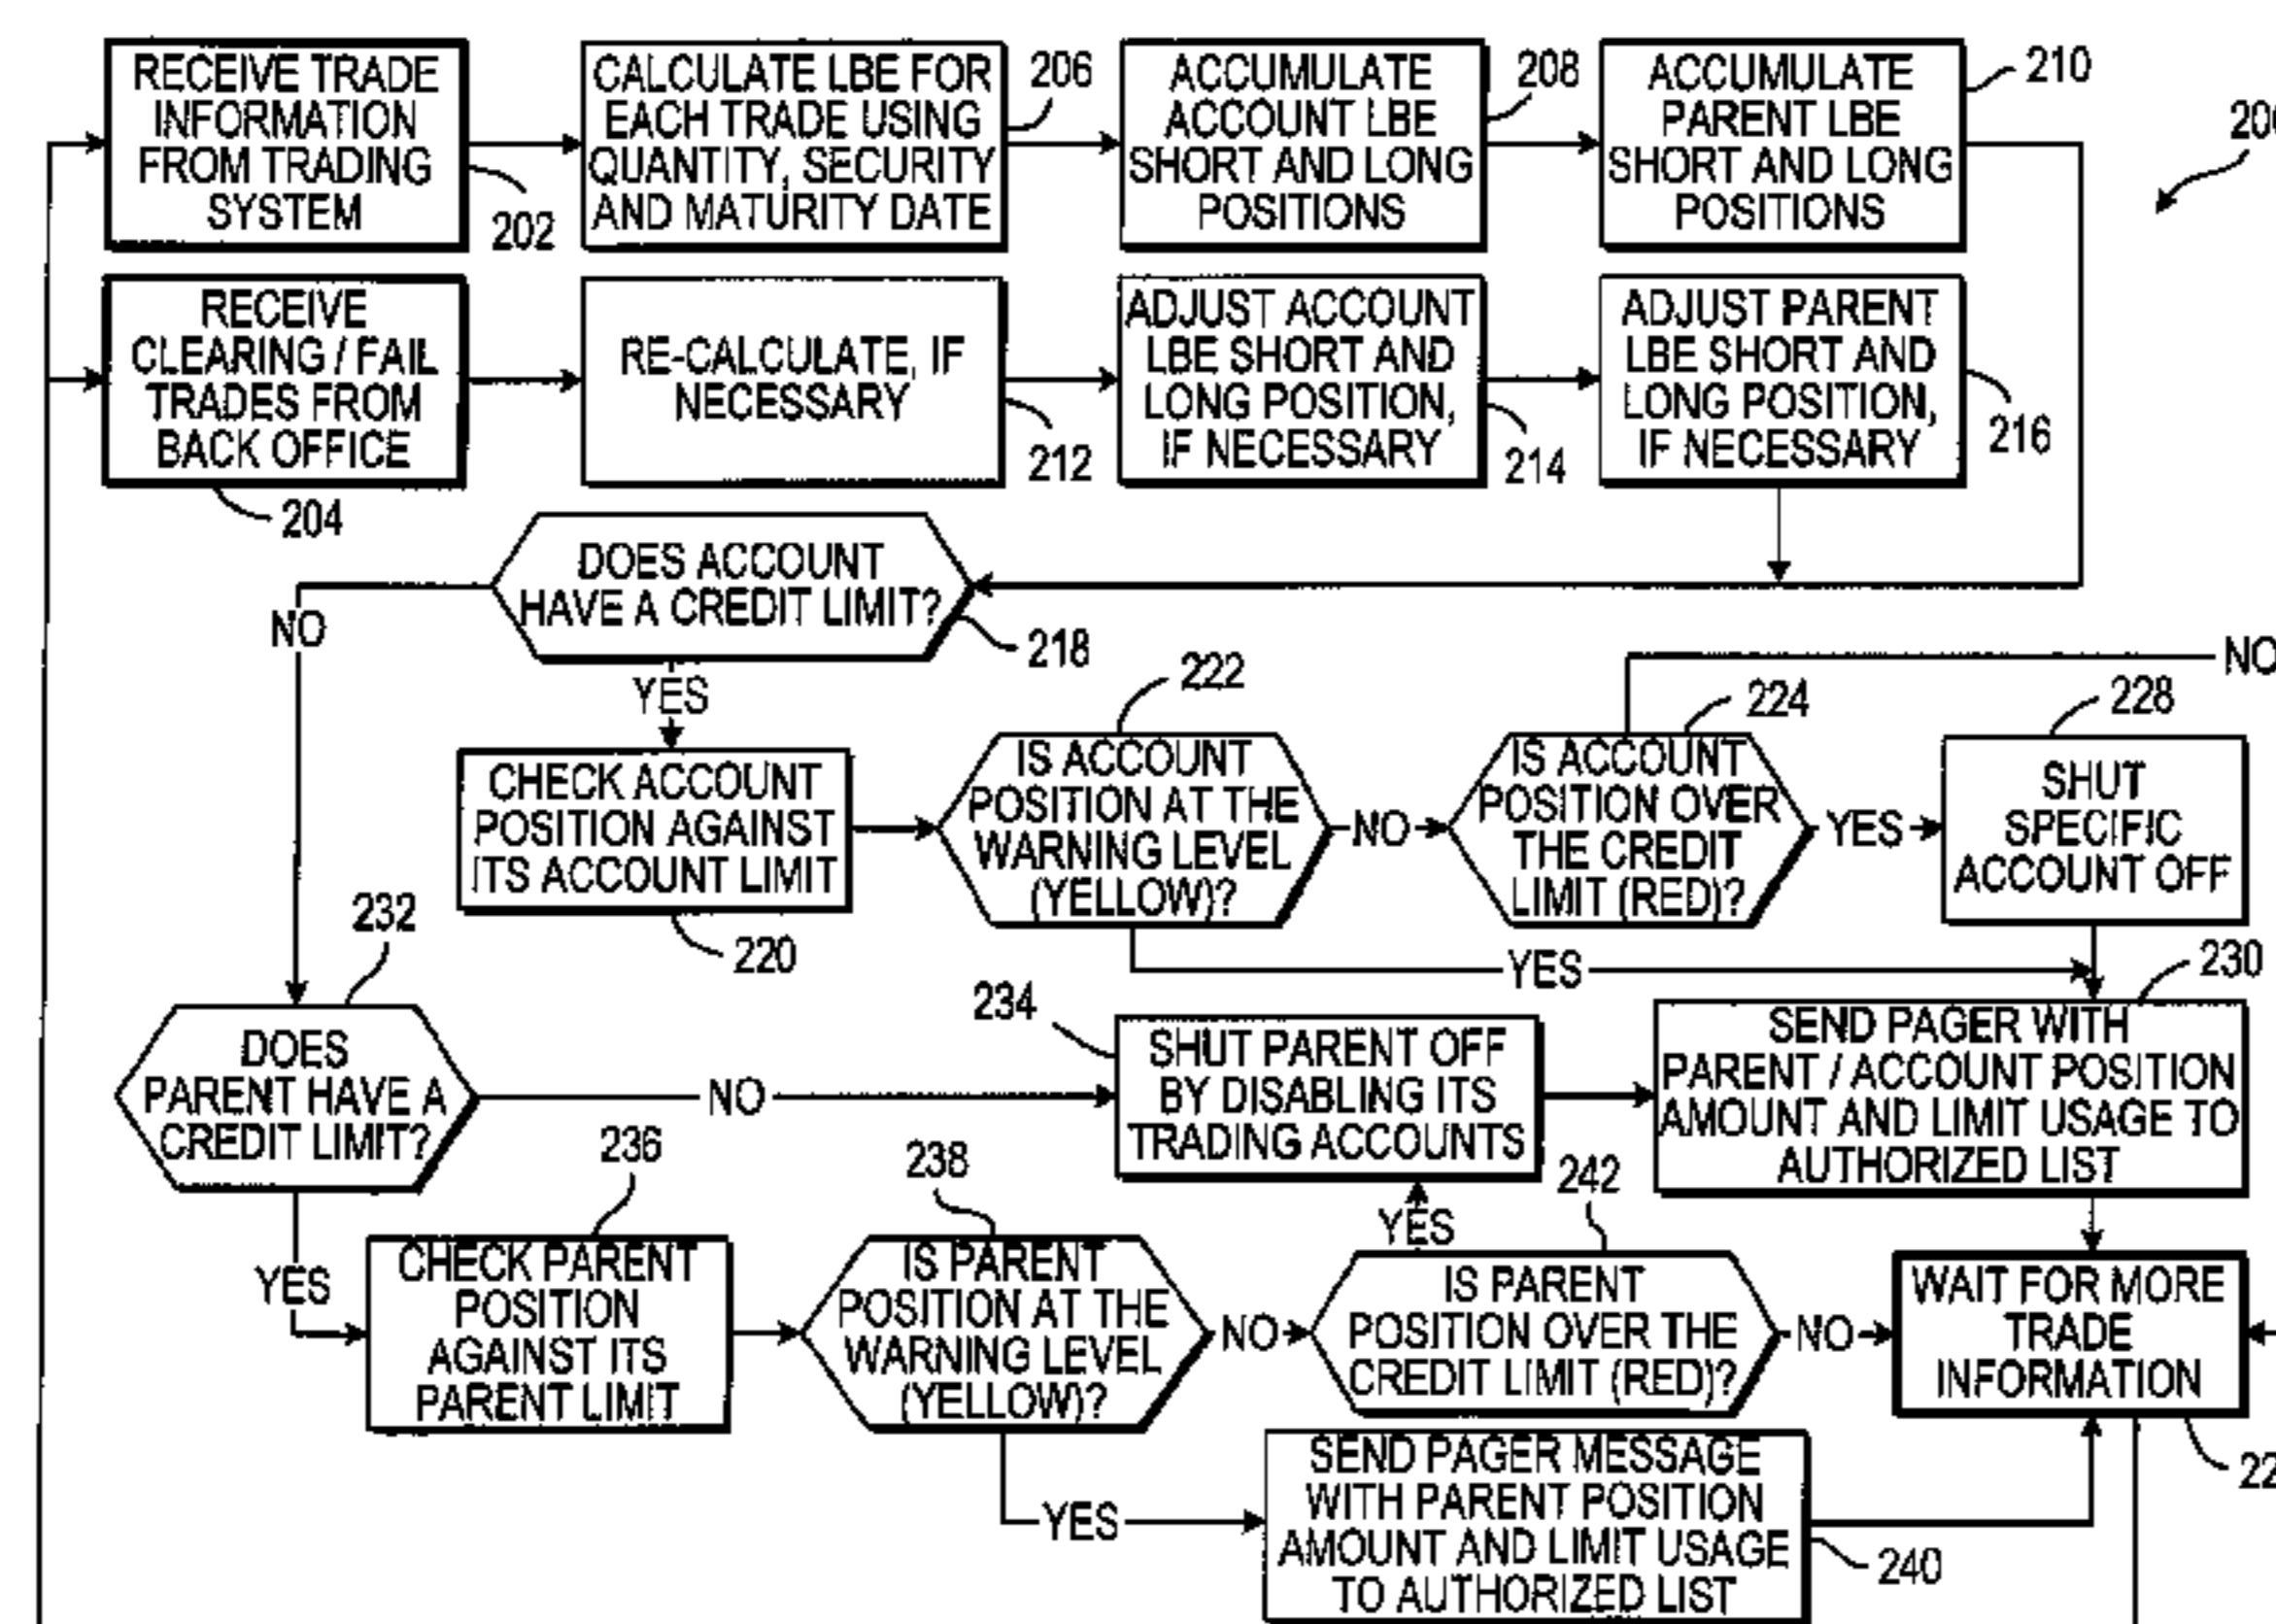 RECEIVE TRADE
INFORMATION
FROM TRADING
SYSTEM
202
CALCULATE LBE FOR
EACH TRADE USING
QUANTITY, SECURITY
AND MATURITY DATE
206
ACCUMULATE
ACCOUNT LBE
SHORT AND LONG
POSITIONS
208
ACCUMULATE
PARENT LBE
SHORT AND LONG
POSITIONS
210
RECEIVE
CLEARING / FAIL
TRADES FROM
BACK OFFICE
204
RE-CALCULATE, IF
NECESSARY
212
ADJUST ACCOUNT
LBE SHORT AND
LONG POSITION,
IF NECESSARY
214
ADJUST PARENT
LBE SHORT AND
LONG POSITION,
IF NECESSARY
216
DOES ACCOUNT
HAVE A CREDIT LIMIT?
218
NO
YES
CHECK ACCOUNT
POSITION AGAINST
ITS ACCOUNT LIMIT
220
222
IS ACCOUNT
POSITION AT THE
WARNING LEVEL
(YELLOW)?
NO
YES
224
IS ACCOUNT
POSITION OVER
THE CREDIT
LIMIT (RED)?
NO
YES
228
SHUT
SPECIFIC
ACCOUNT OFF
230
SEND PAGER WITH
PARENT / ACCOUNT POSITION
AMOUNT AND LIMIT USAGE TO
AUTHORIZED LIST
232
DOES
PARENT HAVE A
CREDIT LIMIT?
NO
YES
234
SHUT PARENT OFF
BY DISABLING ITS
TRADING ACCOUNTS
236
CHECK PARENT
POSITION
AGAINST ITS
PARENT LIMIT
238
IS PARENT
POSITION AT THE
WARNING LEVEL
(YELLOW)?
NO
YES
242
YES
IS PARENT
POSITION OVER THE
CREDIT LIMIT (RED)?
NO
WAIT FOR MORE
TRADE
INFORMATION
SEND PAGER MESSAGE
WITH PARENT POSITION
AMOUNT AND LIMIT USAGE
TO AUTHORIZED LIST
240